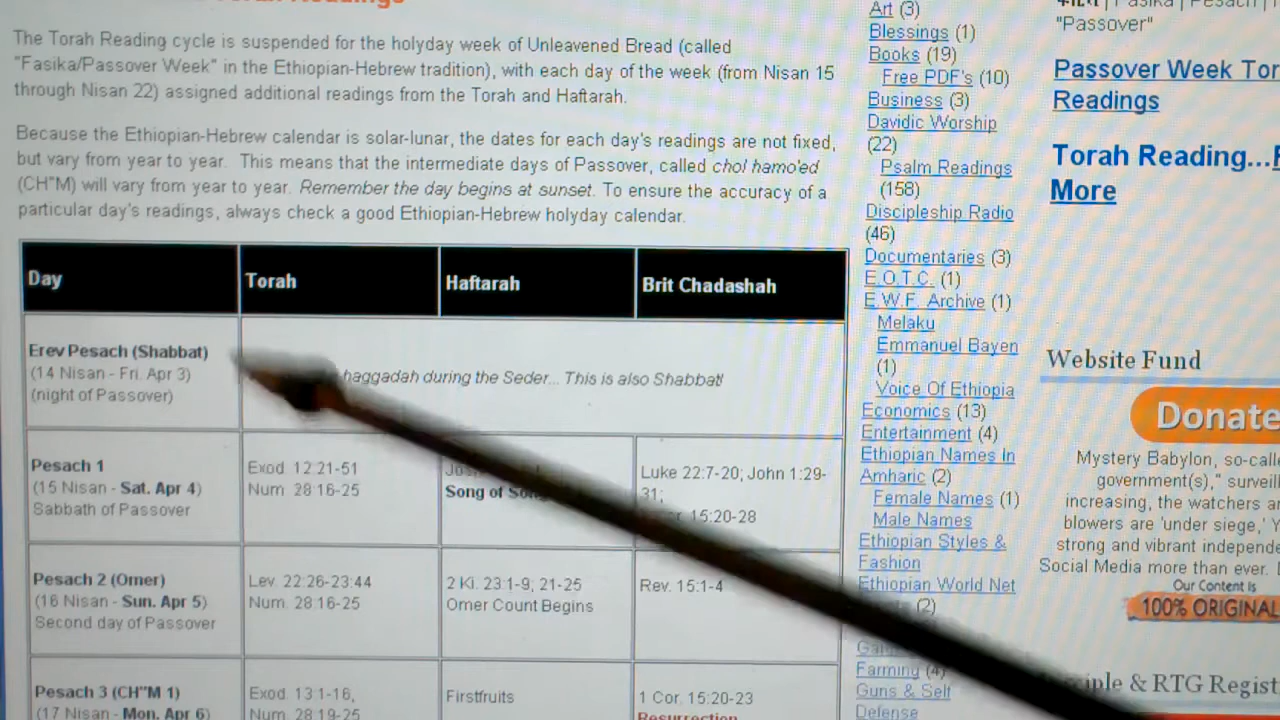 Torah Readings
The Torah Reading cycle is suspended for the holyday week of Unleavened Bread (called
"Fasika/Passover Week" in the Ethiopian-Hebrew tradition), with each day of the week (from Nisan 15
through Nisan 22) assigned additional readings from the Torah and Haftarah.
Because the Ethiopian-Hebrew calendar is solar-lunar, the dates for each day's readings are not fixed,
but vary from year to year. This means that the intermediate days of Passover, called chol hamo'ed
(CH"M) will vary from year to year. Remember the day begins at sunset. To ensure the accuracy of a
particular day's readings, always check a good Ethiopian-Hebrew holyday calendar.
Day
Torah
Haftarah
Brit Chadashah
Erev Pesach (Shabbat)
(14 Nisan - Fri. Apr 3)
(night of Passover)
haggadah during the Seder... This is also Shabbat!
Pesach 1
(15 Nisan - Sat. Apr 4)
Sabbath of Passover
Exod. 12:21-51
Num. 28:16-25
Song of
Luke 22:7-20; John 1:29-
31;
15:20-28
Pesach 2 (Omer)
(16 Nisan - Sun. Apr 5)
Second day of Passover
Lev. 22:26-23:44
Num. 28:16-25
2 Ki. 23:1-9; 21-25
Omer Count Begins
Rev. 15:1-4
Pesach 3 (CH"M 1)
(17 Nisan - Mon. Apr 6)
Exod. 13:1-16,
Num. 28:19-25
Firstfruits
1 Cor. 15:20-23
Resurrection
Art (3)
Blessings (1)
Books (19)
Free PDF's (10)
Business (3)
Davidic Worship
(22)
Psalm Readings
(158)
Discipleship Radio
(46)
Documentaries (3)
E.O.T.C. (1)
E.W.F. Archive (1)
Melaku
Emmanuel Bayen
(1)
Voice Of Ethiopia
Economics (13)
Entertainment (4)
Ethiopian Names In
Amharic (2)
Female Names (1)
Male Names
Ethiopian Styles &
Fashion
Ethiopian World Net
(2)
Farming (4)
Guns & Self
Defense
"Passover"
Passover Week Tor
Readings
Torah Reading...
More
Website Fund
Donate
Mystery Babylon, so-calle
government(s)," surveil
increasing, the watchers a
blowers are 'under siege,'
strong and vibrant independe
Social Media more than ever.
Our Content is
100% ORIGINAL
ciple & RTG Regist